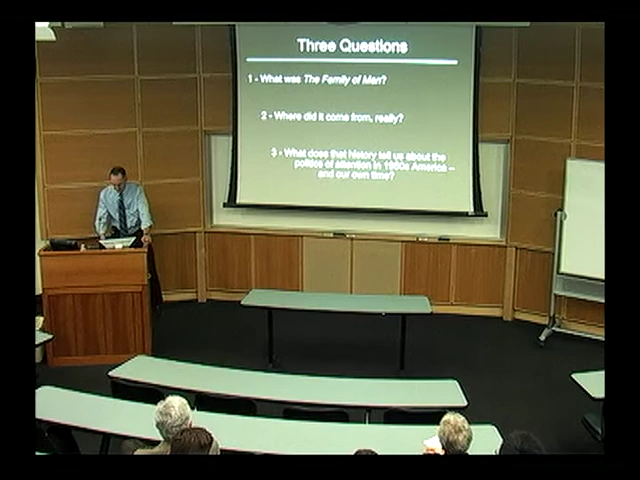 Three Questions
1 - What was The Family of Man?
2 - Where did it come from, really?
3 - What does that history tell us about the
politics of attention in 1950s America –
and our own time?